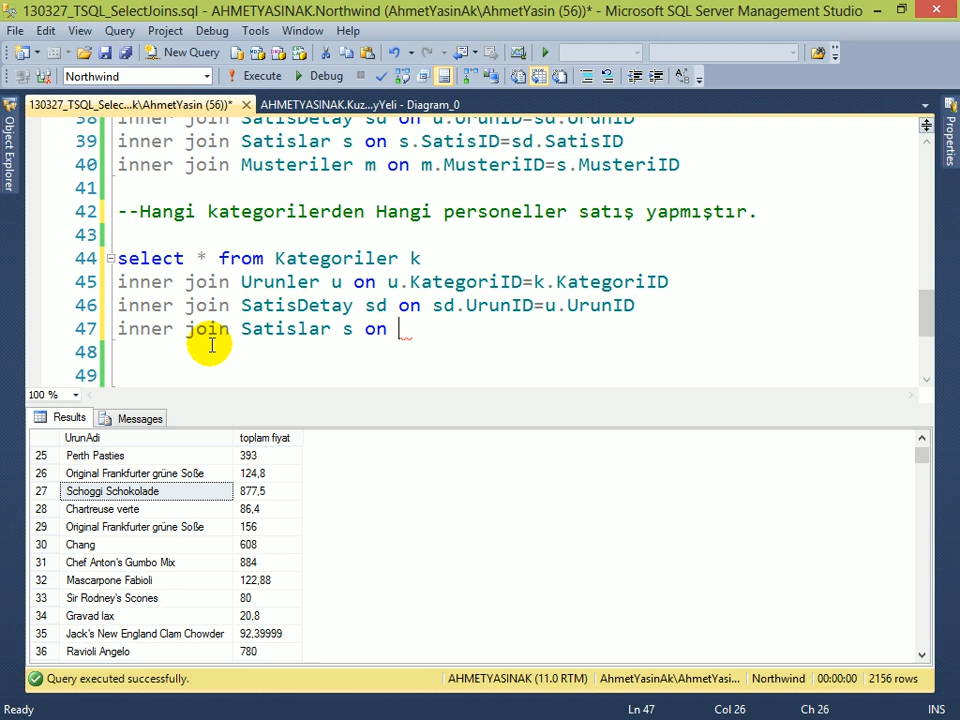 130327_TSQL_SelectJoins.sql - AHMETYASINAK.Northwind (AhmetYasinAk\AhmetYasin (56))* - Microsoft SQL Server Management Studio
File Edit View Query Project Debug Tools Window Help
New Query
Northwind Execute Debug
130327_TSQL_Selec...k\AhmetYasin (56))* AHMETYASINAK.Kuz...yYeli - Diagram_0
Object Explorer
Properties
38 inner join SatisDetay sd on u.UrunID=sd.UrunID
39 inner join Satislar s on s.SatisID=sd.SatisID
40 inner join Musteriler m on m.MusteriID=s.MusteriID
41
42 --Hangi kategorilerden Hangi personeller satış yapmıştır.
43
44 select * from Kategoriler k
45 inner join Urunler u on u.KategoriID=k.KategoriID
46 inner join SatisDetay sd on sd.UrunID=u.UrunID
47 inner join Satislar s on
48
49
100 %
Results Messages
UrunAdi toplam fiyat
25 Perth Pasties 393
26 Original Frankfurter grüne Soße 124,8
27 Schoggi Schokolade 877,5
28 Chartreuse verte 86,4
29 Original Frankfurter grüne Soße 156
30 Chang 608
31 Chef Anton's Gumbo Mix 884
32 Mascarpone Fabioli 122,88
33 Sir Rodney's Scones 80
34 Gravad lax 20,8
35 Jack's New England Clam Chowder 92,39999
36 Ravioli Angelo 780
Query executed successfully. AHMETYASINAK (11.0 RTM) AhmetYasinAk\AhmetYasi... Northwind 00:00:00 2156 rows
Ready Ln 47 Col 26 Ch 26 INS